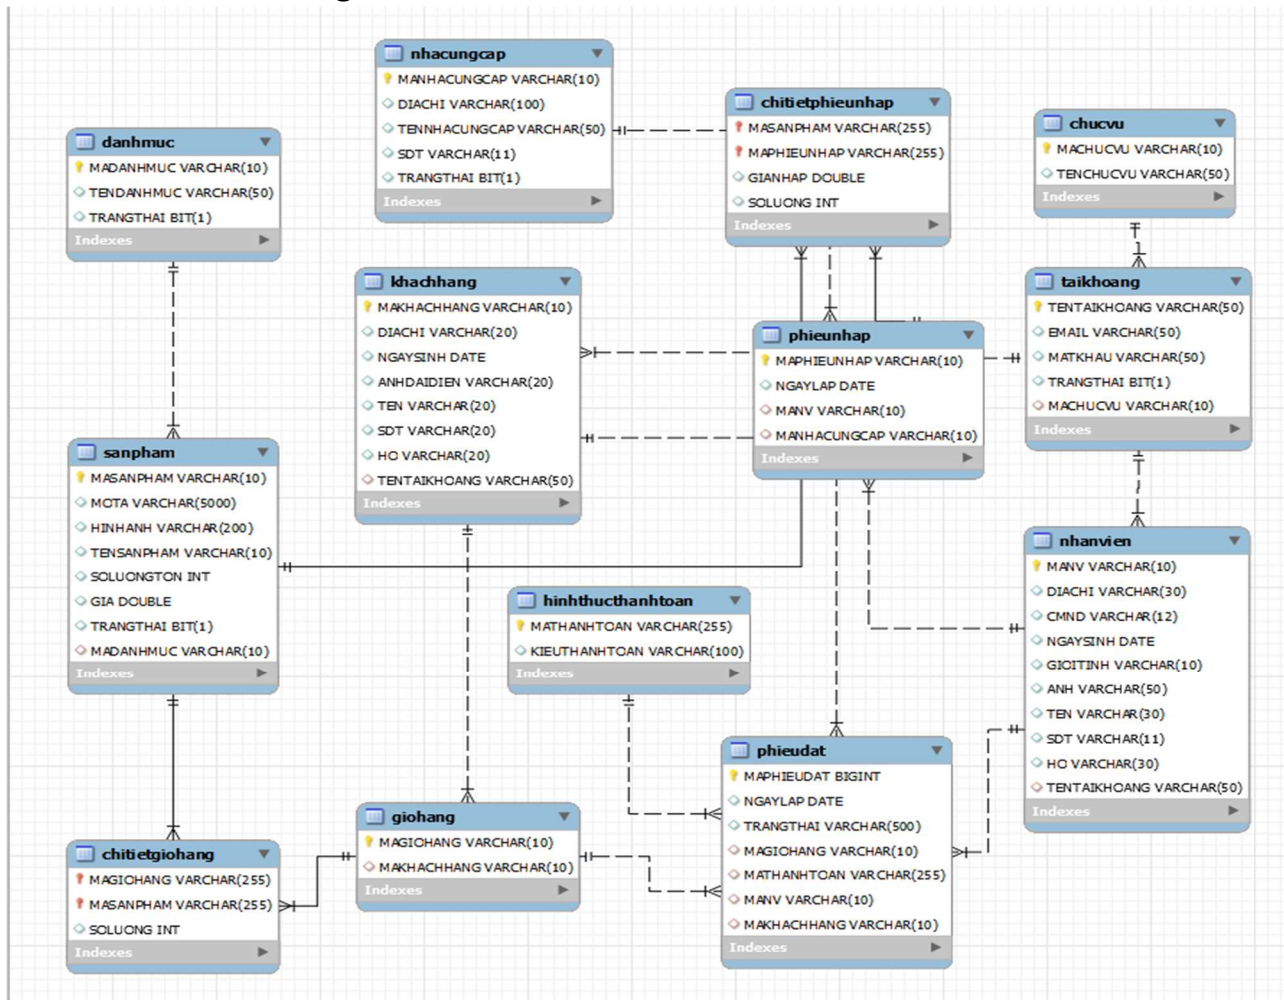 nhacungcap
MANHACUNGCAP VARCHAR(10)
DIACHI VARCHAR(100)
TENNHACUNGCAP VARCHAR(50)
SDT VARCHAR(11)
TRANGTHAI BIT(1)
Indexes
chitietphieunhap
MASANPHAM VARCHAR(255)
MAPHIEUNHAP VARCHAR(255)
GIANHAP DOUBLE
SOLUONG INT
Indexes
chucvu
MACHUCVU VARCHAR(10)
TENCHUCVU VARCHAR(50)
Indexes
danhmuc
MADANHMUC VARCHAR(10)
TENDANHMUC VARCHAR(50)
TRANGTHAI BIT(1)
Indexes
khachhang
MAKHACHHANG VARCHAR(10)
DIACHI VARCHAR(20)
NGAYSINH DATE
ANHDAIDIEN VARCHAR(20)
TEN VARCHAR(20)
SDT VARCHAR(20)
HO VARCHAR(20)
TENTAIKHOANG VARCHAR(50)
Indexes
phieunhap
MAPHIEUNHAP VARCHAR(10)
NGAYLAP DATE
MANV VARCHAR(10)
MANHACUNGCAP VARCHAR(10)
Indexes
taikhoang
TENTAIKHOANG VARCHAR(50)
EMAIL VARCHAR(50)
MATKHAU VARCHAR(50)
TRANGTHAI BIT(1)
MACHUCVU VARCHAR(10)
Indexes
sanpham
MASANPHAM VARCHAR(10)
MOTA VARCHAR(5000)
HINHANH VARCHAR(200)
TENSANPHAM VARCHAR(10)
SOLUONGTON INT
GIA DOUBLE
TRANGTHAI BIT(1)
MADANHMUC VARCHAR(10)
Indexes
hinhthucthanhtoan
MATHANHTOAN VARCHAR(255)
KIEUTHANHTOAN VARCHAR(100)
Indexes
nhanvien
MANV VARCHAR(10)
DIACHI VARCHAR(30)
CMND VARCHAR(12)
NGAYSINH DATE
GIOITINH VARCHAR(10)
ANH VARCHAR(50)
TEN VARCHAR(30)
SDT VARCHAR(11)
HO VARCHAR(30)
TENTAIKHOANG VARCHAR(50)
Indexes
chitietgiohang
MAGIOHANG VARCHAR(255)
MASANPHAM VARCHAR(255)
SOLUONG INT
Indexes
giohang
MAGIOHANG VARCHAR(10)
MAKHACHHANG VARCHAR(10)
Indexes
phieudat
MAPHIEUDAT BIGINT
NGAYLAP DATE
TRANGTHAI VARCHAR(500)
MAGIOHANG VARCHAR(10)
MATHANHTOAN VARCHAR(255)
MANV VARCHAR(10)
MAKHACHHANG VARCHAR(10)
Indexes